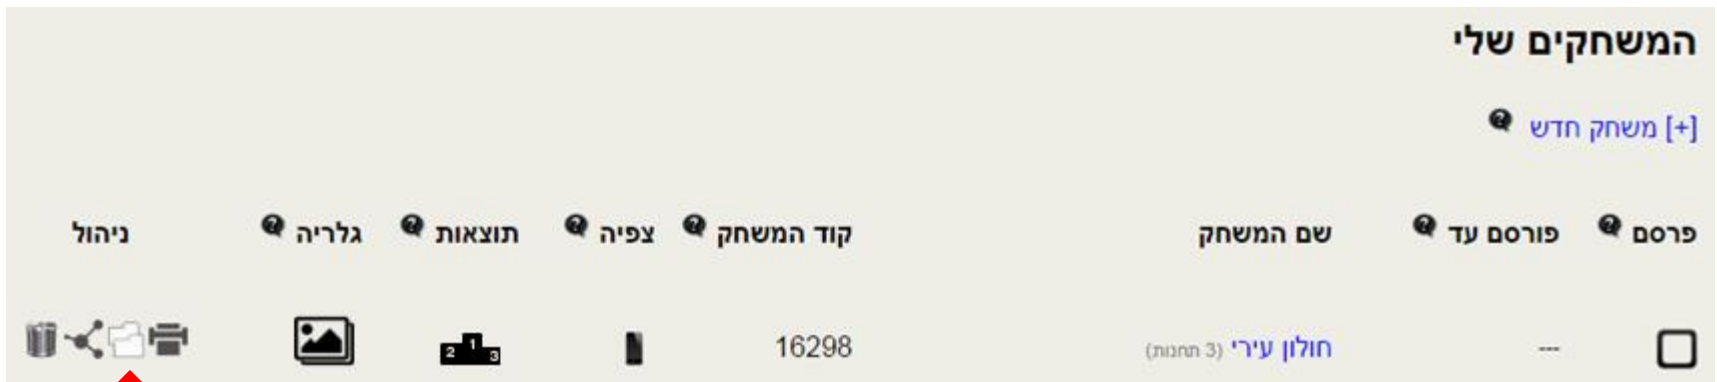 המשחקים שלי
[+] משחק חדש ?
פרסם ? פורסם עד ? שם המשחק קוד המשחק ? צפיה ? תוצאות ? גלריה ? ניהול
--- חולון עירי (3 תחנות) 16298 2 1 3